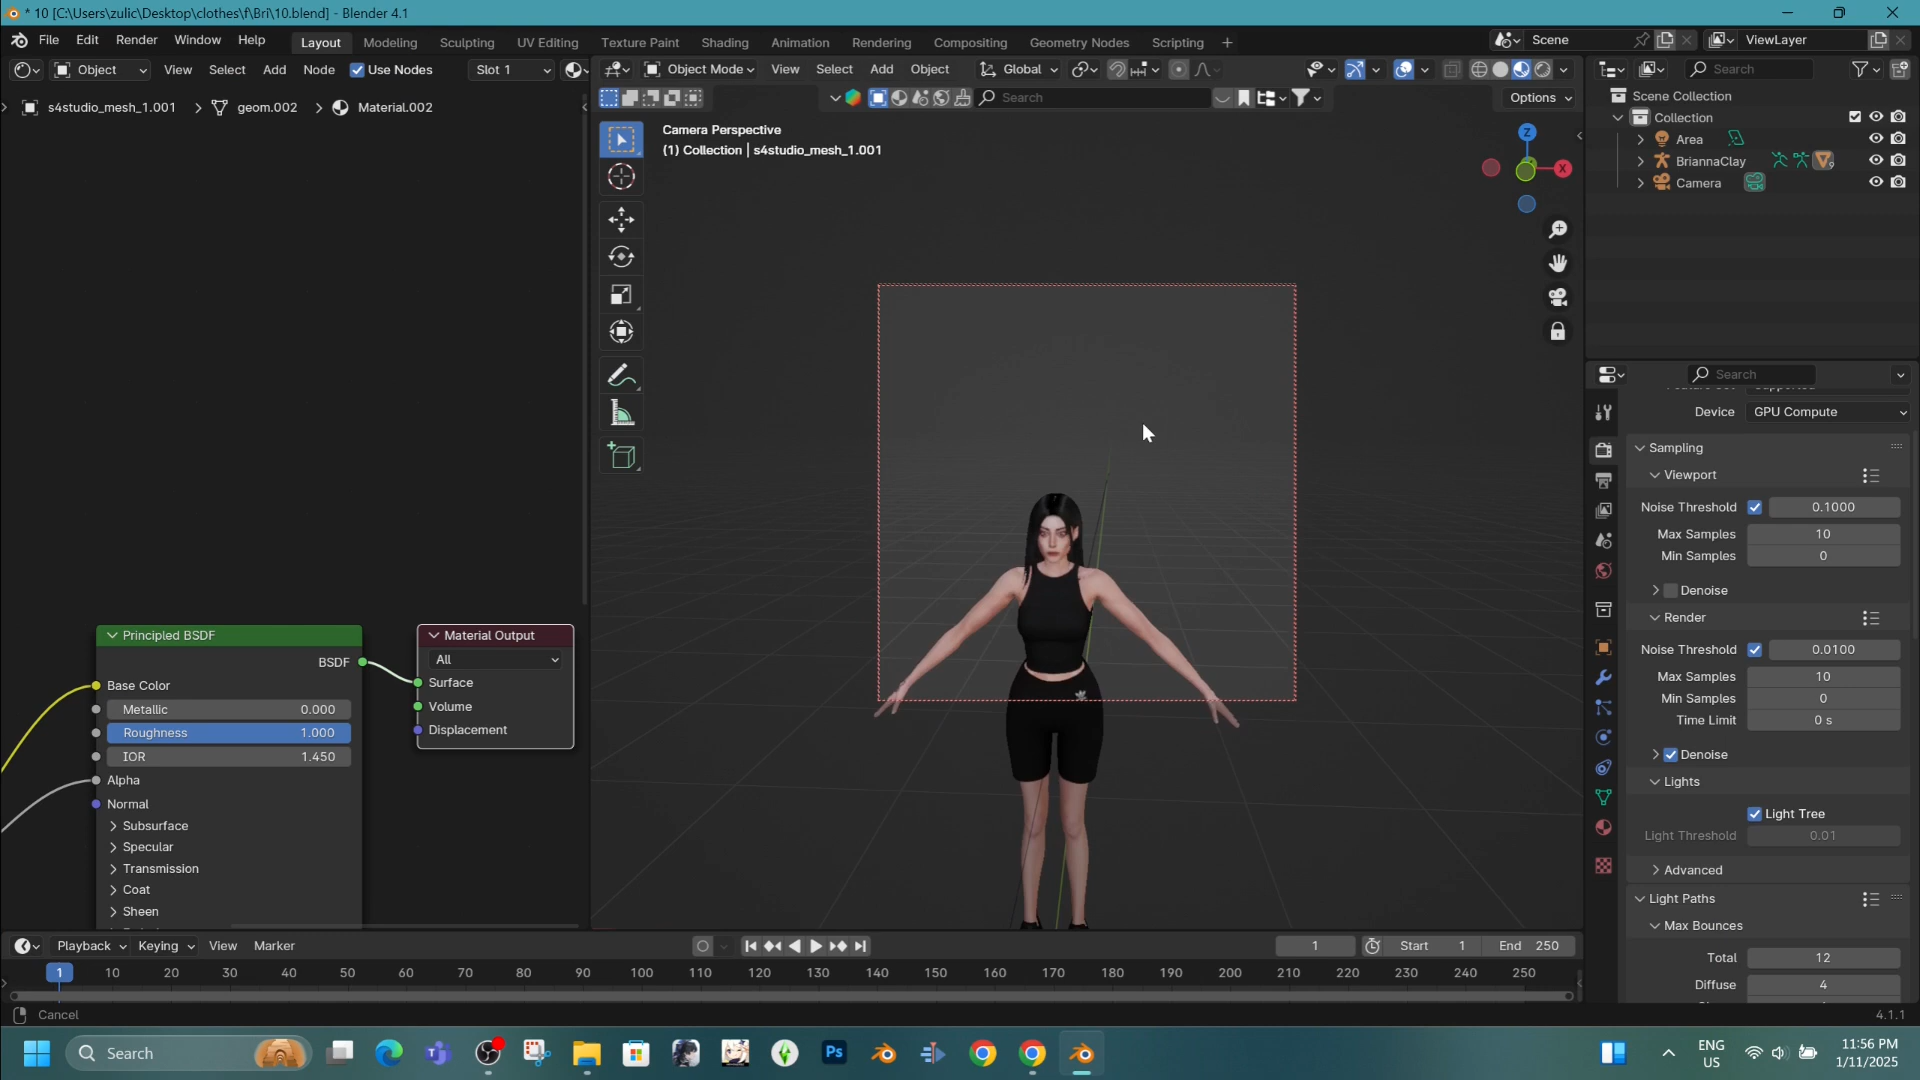 * 10 [C:\Users\zulic\Desktop\clothes\f\Bri\10.blend] - Blender 4.1
File Edit Render Window Help
Layout Modeling Sculpting UV Editing Texture Paint Shading Animation Rendering Compositing Geometry Nodes Scripting +
Scene
ViewLayer
Object View Select Add Node Use Nodes Slot 1
Object Mode View Select Add Object Global
Search
s4studio_mesh_1.001 > geom.002 > Material.002
Search
Options
Camera Perspective
(1) Collection | s4studio_mesh_1.001
Z
X
Scene Collection
Collection
Area
BriannaClay
Camera
Search
Device GPU Compute
Sampling
Viewport
Noise Threshold 0.1000
Max Samples 10
Min Samples 0
Denoise
Render
Noise Threshold 0.0100
Max Samples 10
Min Samples 0
Time Limit 0 s
Denoise
Lights
Light Tree
Light Threshold 0.01
Advanced
Light Paths
Max Bounces
Total 12
Diffuse 4
Principled BSDF
BSDF
Base Color
Metallic 0.000
Roughness 1.000
IOR 1.450
Alpha
Normal
Subsurface
Specular
Transmission
Coat
Sheen
Material Output
All
Surface
Volume
Displacement
Playback Keying View Marker
1 Start 1 End 250
1 10 20 30 40 50 60 70 80 90 100 110 120 130 140 150 160 170 180 190 200 210 220 230 240 250
Cancel
4.1.1
Search
Ps
ENG
US
11:56 PM
1/11/2025